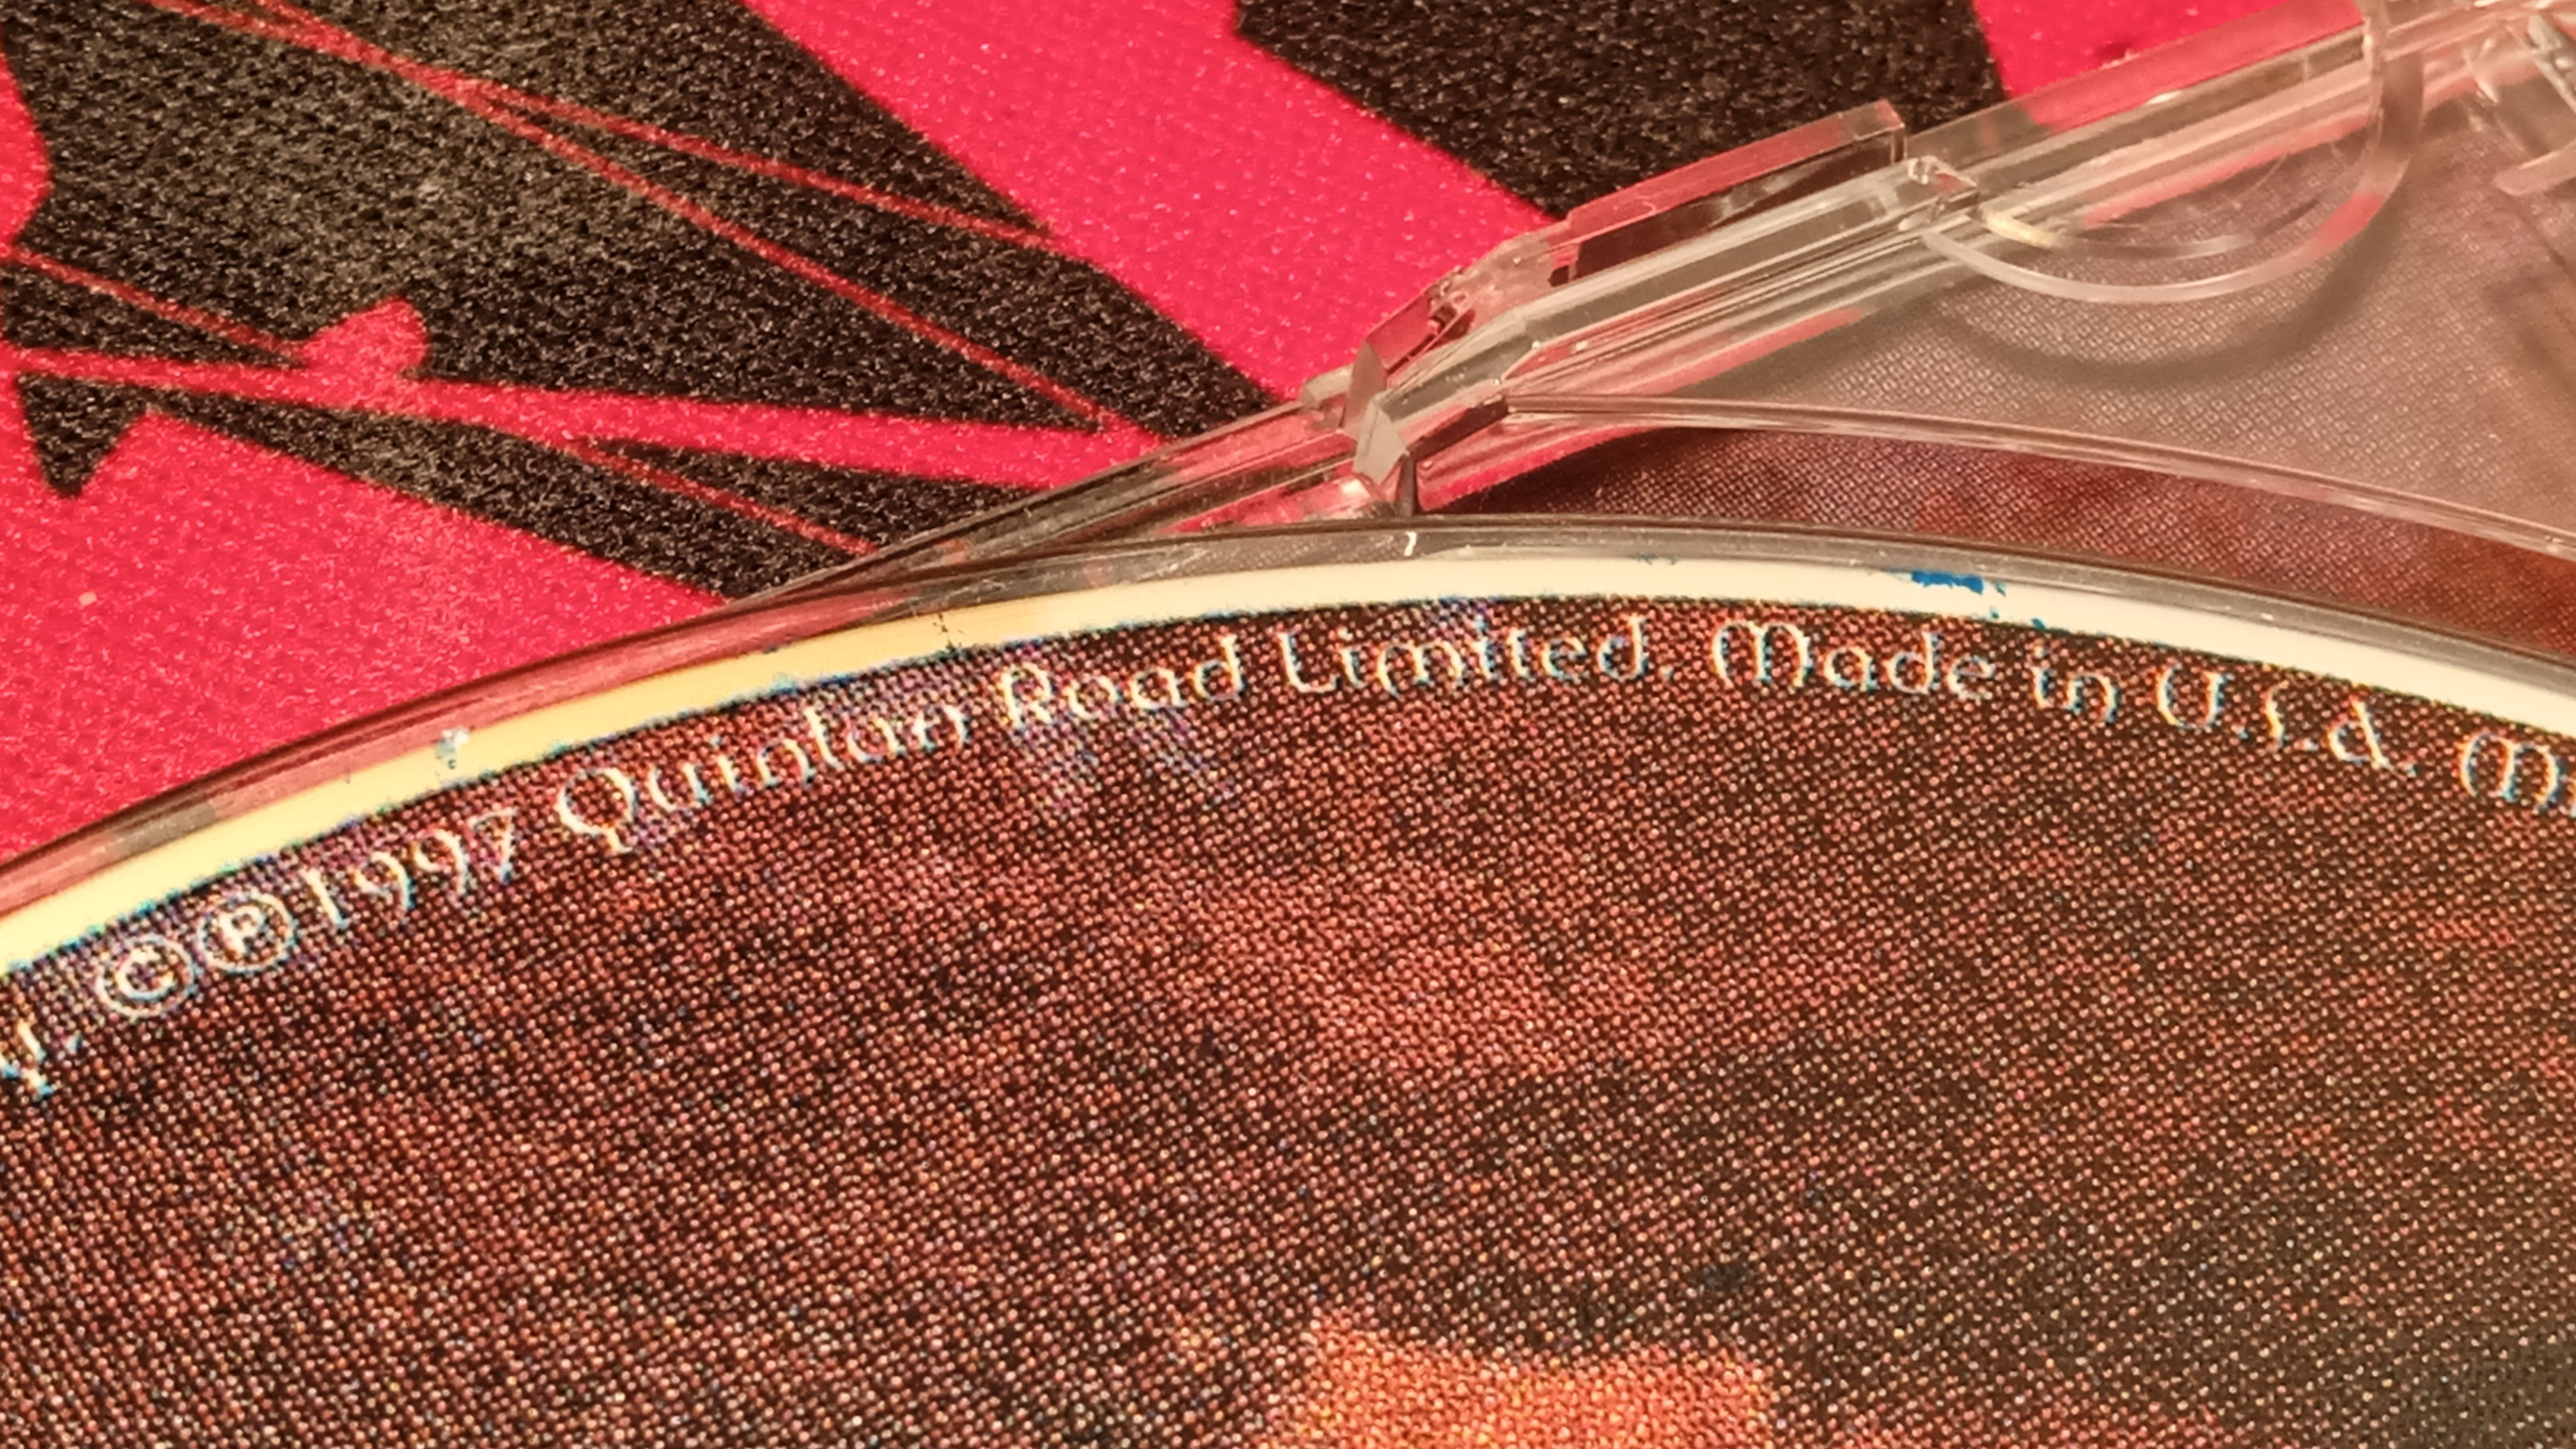 y. ©℗1997 Quinlan Road Limited. Made in U.S.A. M